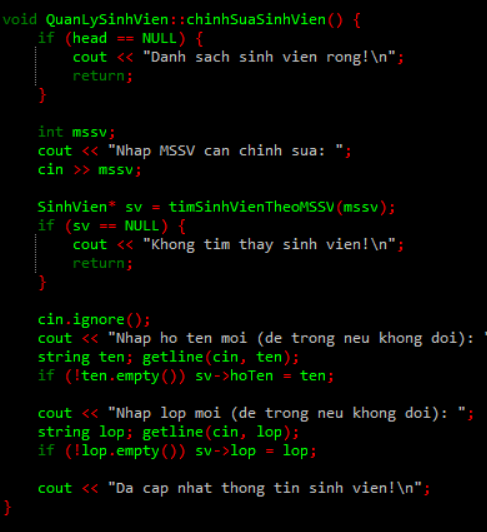 void QuanLySinhVien::chinhSuaSinhVien() {
if (head == NULL) {
cout << "Danh sach sinh vien rong!\n";
return;
}
int mssv;
cout << "Nhap MSSV can chinh sua: ";
cin >> mssv;
SinhVien* sv = timSinhVienTheoMSSV(mssv);
if (sv == NULL) {
cout << "Khong tim thay sinh vien!\n";
return;
}
cin.ignore();
cout << "Nhap ho ten moi (de trong neu khong doi): "
string ten; getline(cin, ten);
if (!ten.empty()) sv->hoTen = ten;
cout << "Nhap lop moi (de trong neu khong doi): ";
string lop; getline(cin, lop);
if (!lop.empty()) sv->lop = lop;
cout << "Da cap nhat thong tin sinh vien!\n";
}